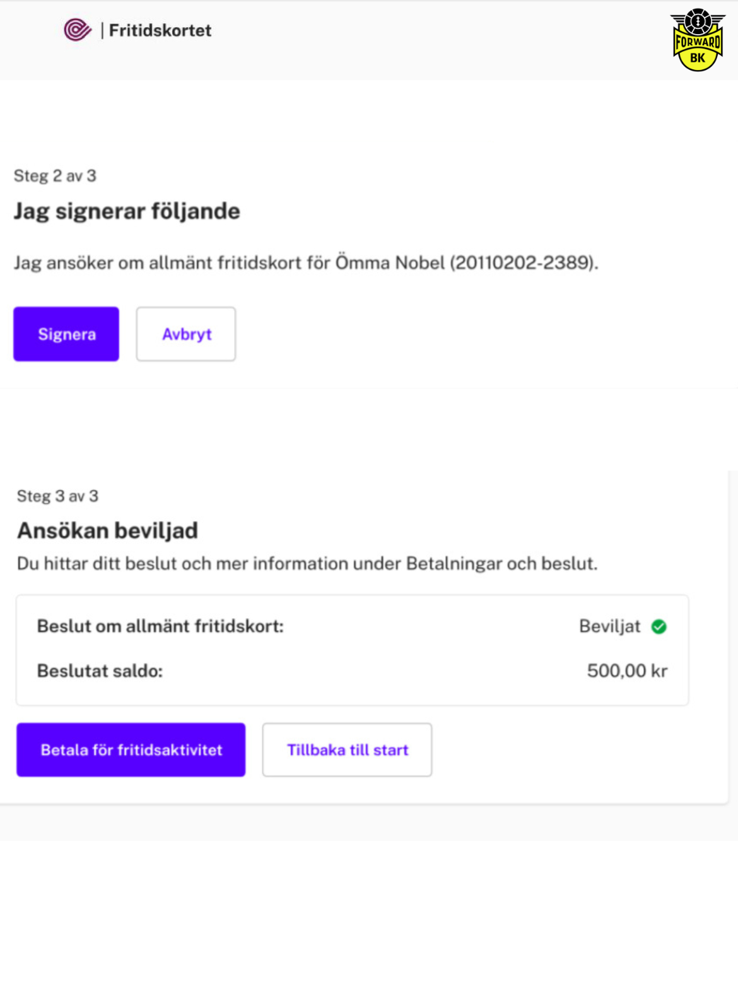 | Fritidskortet
FORWARD
BK
Steg 2 av 3
Jag signerar följande
Jag ansöker om allmänt fritidskort för Ömma Nobel (20110202-2389).
Signera
Avbryt
Steg 3 av 3
Ansökan beviljad
Du hittar ditt beslut och mer information under Betalningar och beslut.
Beslut om allmänt fritidskort:
Beviljat
Beslutat saldo:
500,00 kr
Betala för fritidsaktivitet
Tillbaka till start